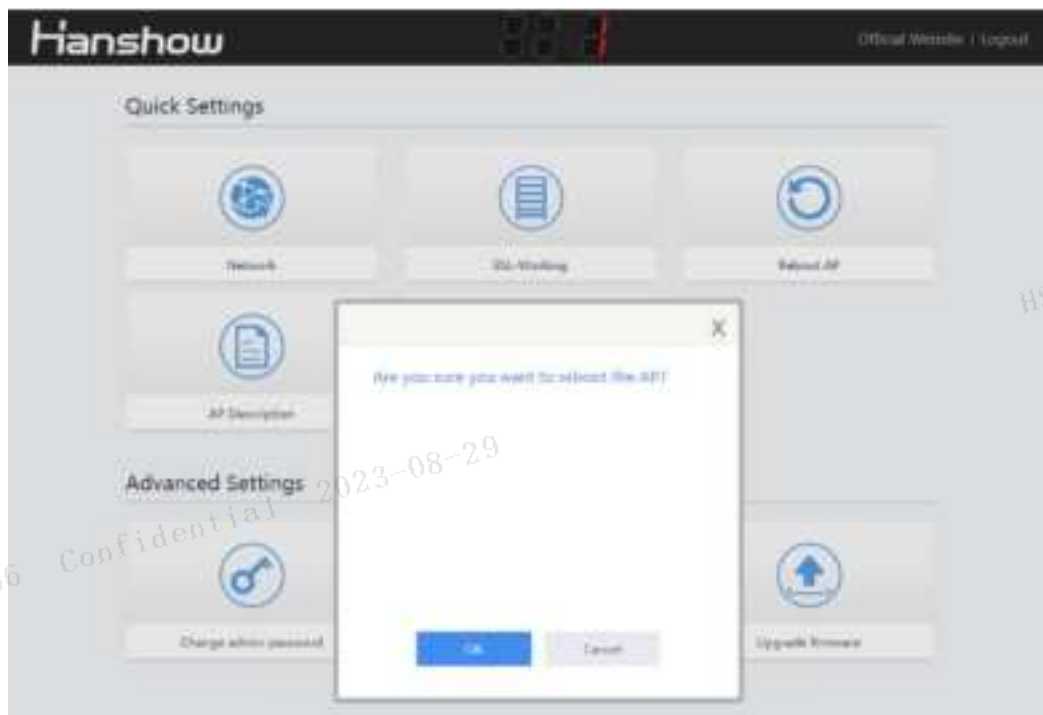 Hanshow
Official Website | Logout
Quick Settings
Network
ESL-Working
Reboot AP
AP Description
Are you sure you want to reboot the AP?
Advanced Settings
Confidential 2023-08-29
Change admin password
OK
Cancel
Upgrade firmware